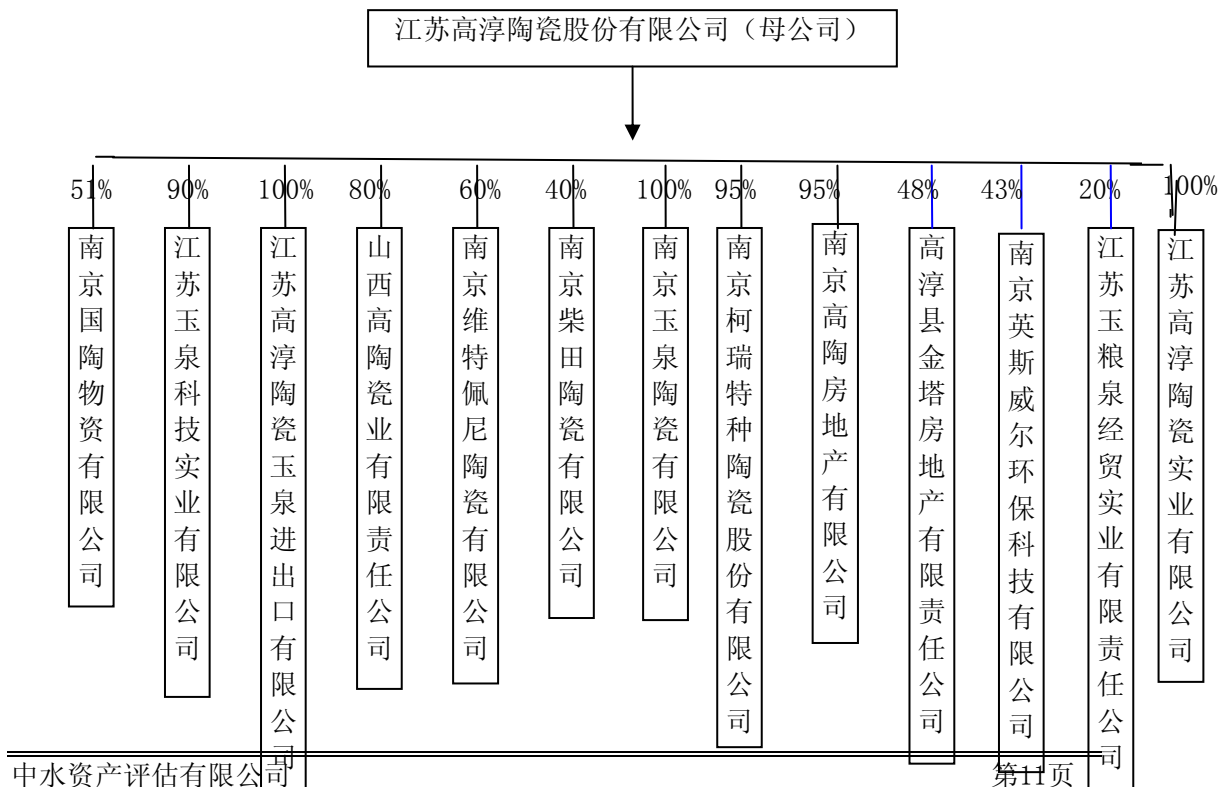 江苏高淳陶瓷股份有限公司（母公司）
51% 90% 100% 80% 60% 40% 100% 95% 95% 48% 43% 20% 100%
南京国陶物资有限公司
江苏玉泉科技实业有限公司
江苏高淳陶瓷玉泉进出口有限公司
山西高陶瓷业有限责任公司
南京维特佩尼陶瓷有限公司
南京柴田陶瓷有限公司
南京玉泉陶瓷有限公司
南京柯瑞特种陶瓷股份有限公司
南京高陶房地产有限公司
高淳县金塔房地产有限责任公司
南京英斯威尔环保科技有限公司
江苏玉粮泉经贸实业有限责任公司
江苏高淳陶瓷实业有限公司
中水资产评估有限公司 第11页